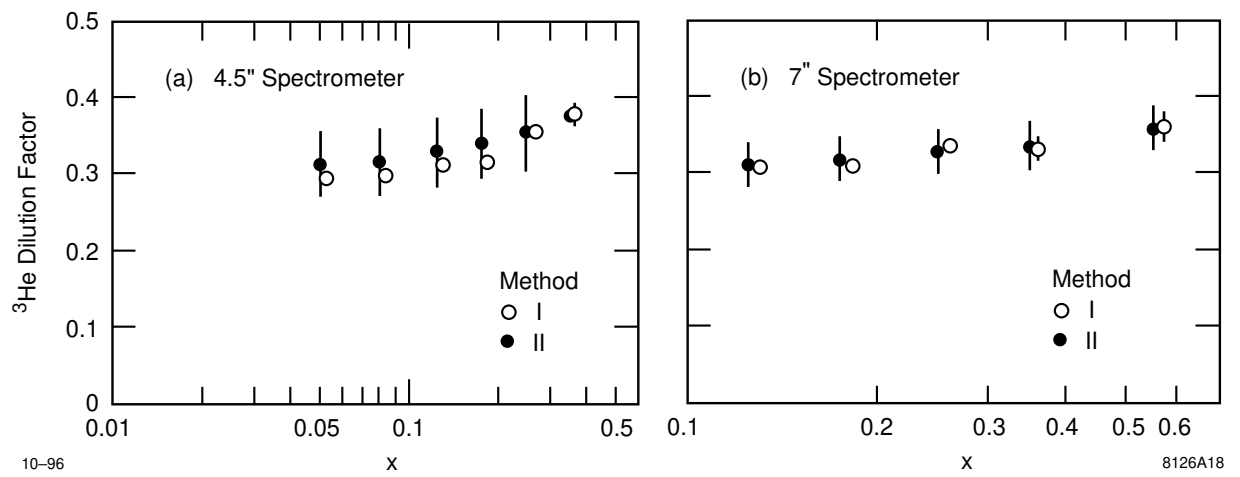 0.5
0.4
0.3
0.2
0.1
0
³He Dilution Factor
(a) 4.5" Spectrometer
Method
I
II
0.01 0.05 0.1 0.5
x
(b) 7" Spectrometer
Method
I
II
0.1 0.2 0.3 0.4 0.5 0.6
x
10–96
8126A18